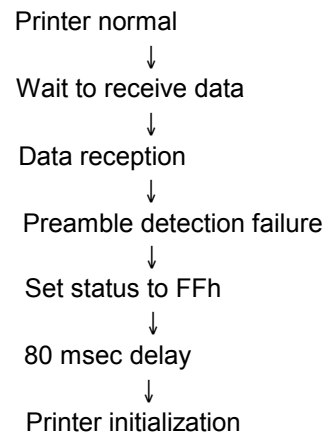 Printer normal
↓
Wait to receive data
↓
Data reception
↓
Preamble detection failure
↓
Set status to FFh
↓
80 msec delay
↓
Printer initialization